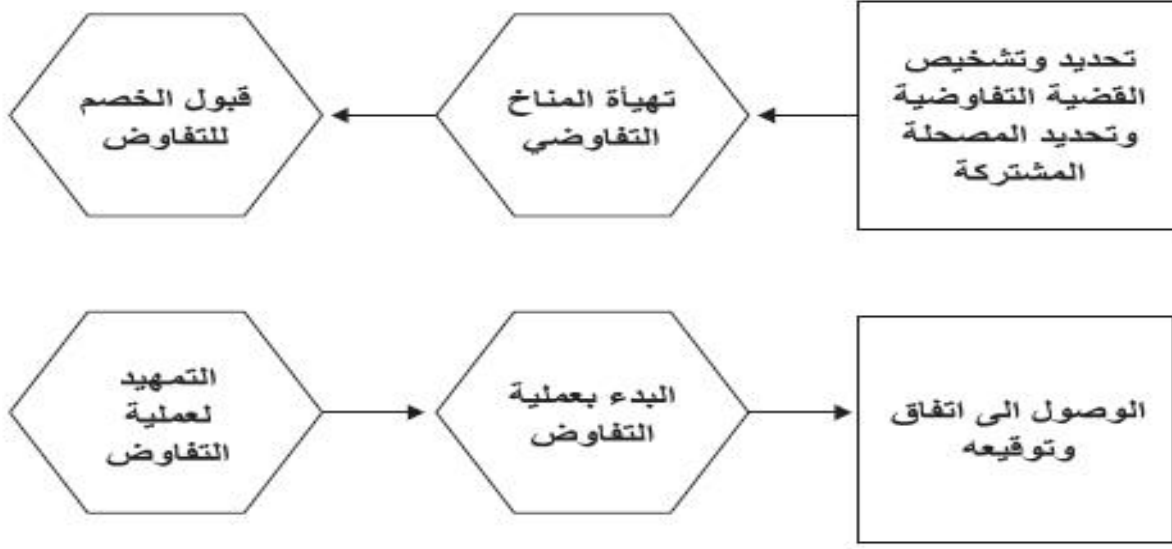 تحديد وتشخيص
القضية التفاوضية
وتحديد المصحلة
المشتركة
تهيأة المناخ
التفاوضي
قبول الخصم
للتفاوض
التمهيد
لعملية
التفاوض
البدء بعملية
التفاوض
الوصول الى اتفاق
وتوقيعه